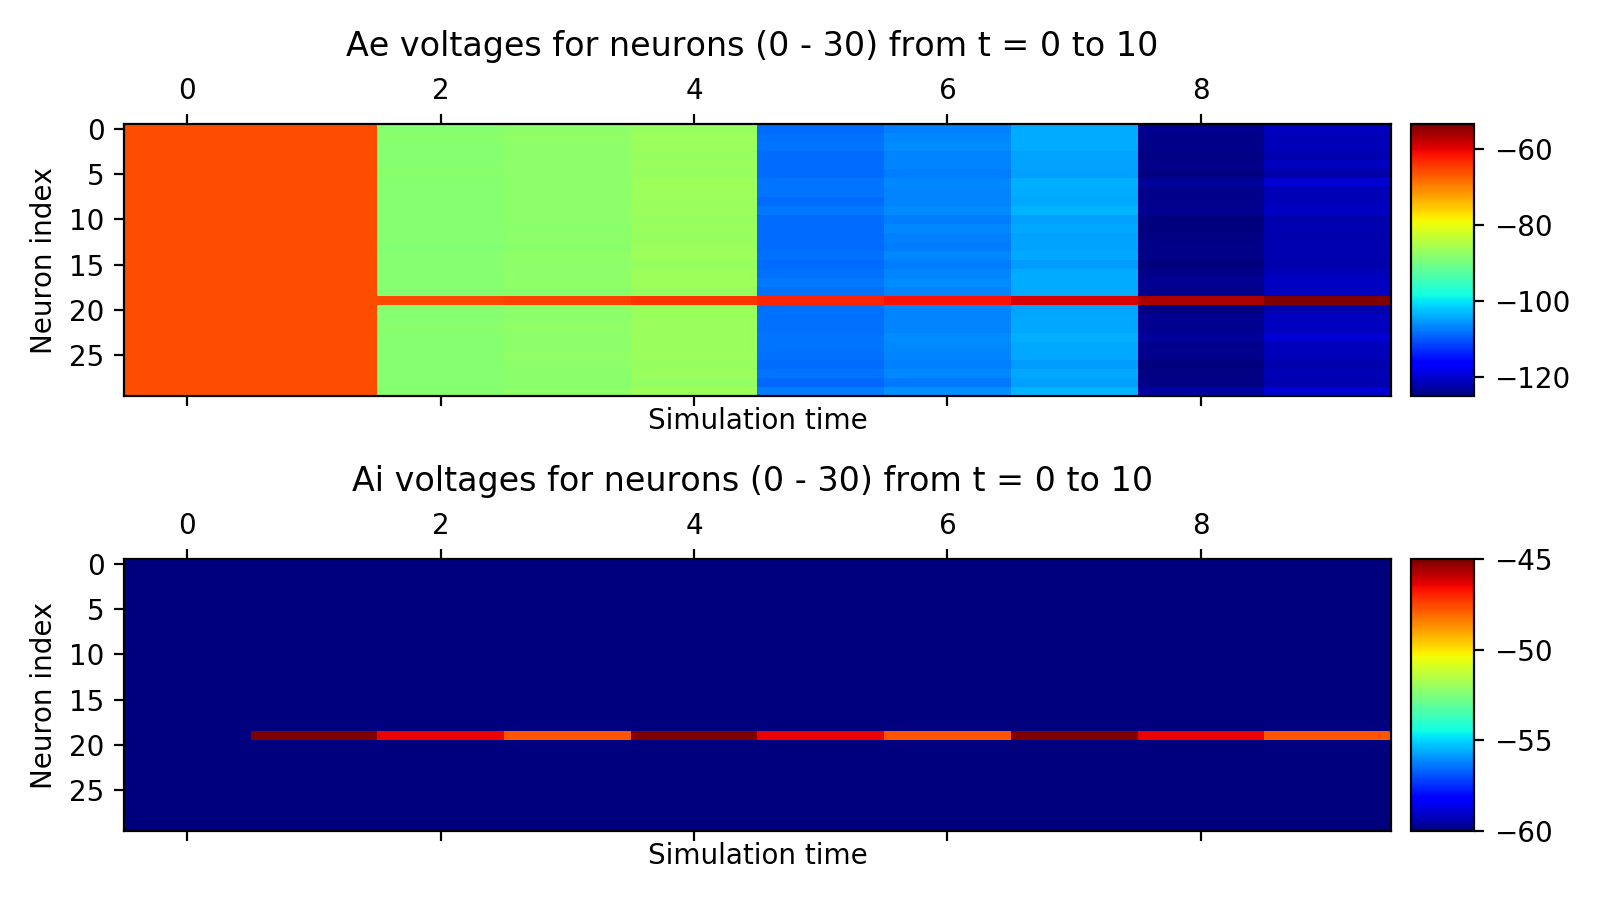 Ae voltages for neurons (0 - 30) from t = 0 to 10
0 2 4 6 8
Neuron index
0
5
10
15
20
25
−60
−80
−100
−120
Simulation time
Ai voltages for neurons (0 - 30) from t = 0 to 10
0 2 4 6 8
Neuron index
0
5
10
15
20
25
−45
−50
−55
−60
Simulation time